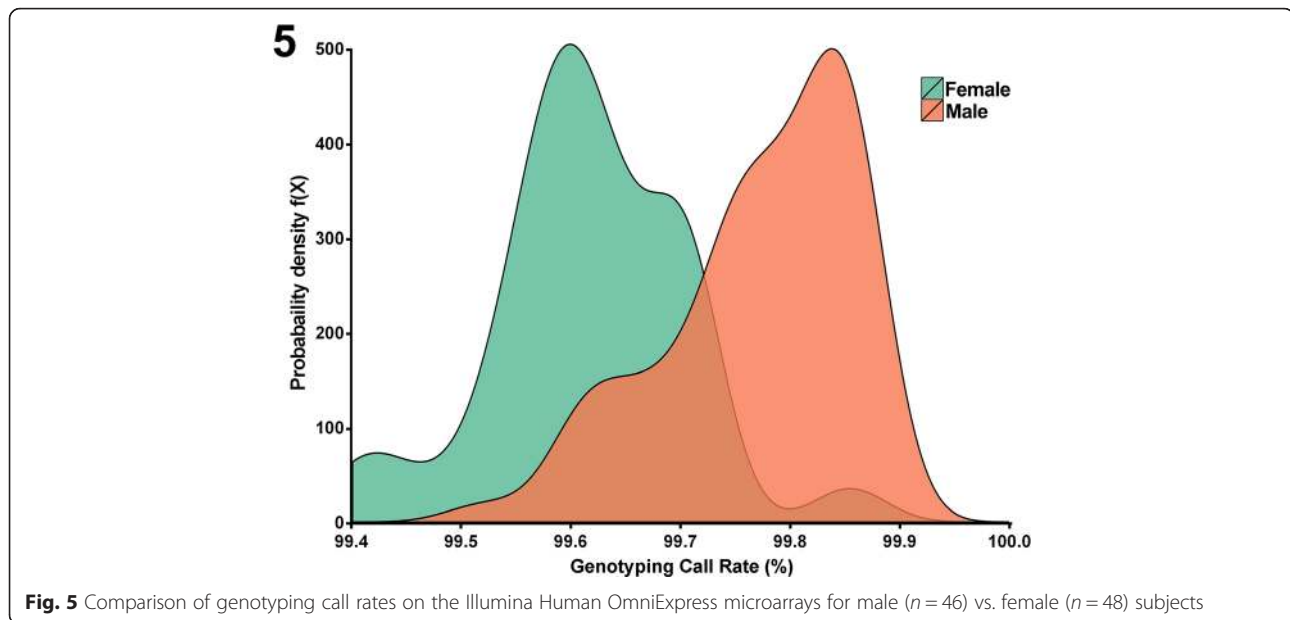 5
500
400
300
200
100
0
Probabaility density f(X)
Female
Male
99.4 99.5 99.6 99.7 99.8 99.9 100.0
Genotyping Call Rate (%)
Fig. 5 Comparison of genotyping call rates on the Illumina Human OmniExpress microarrays for male (n = 46) vs. female (n = 48) subjects